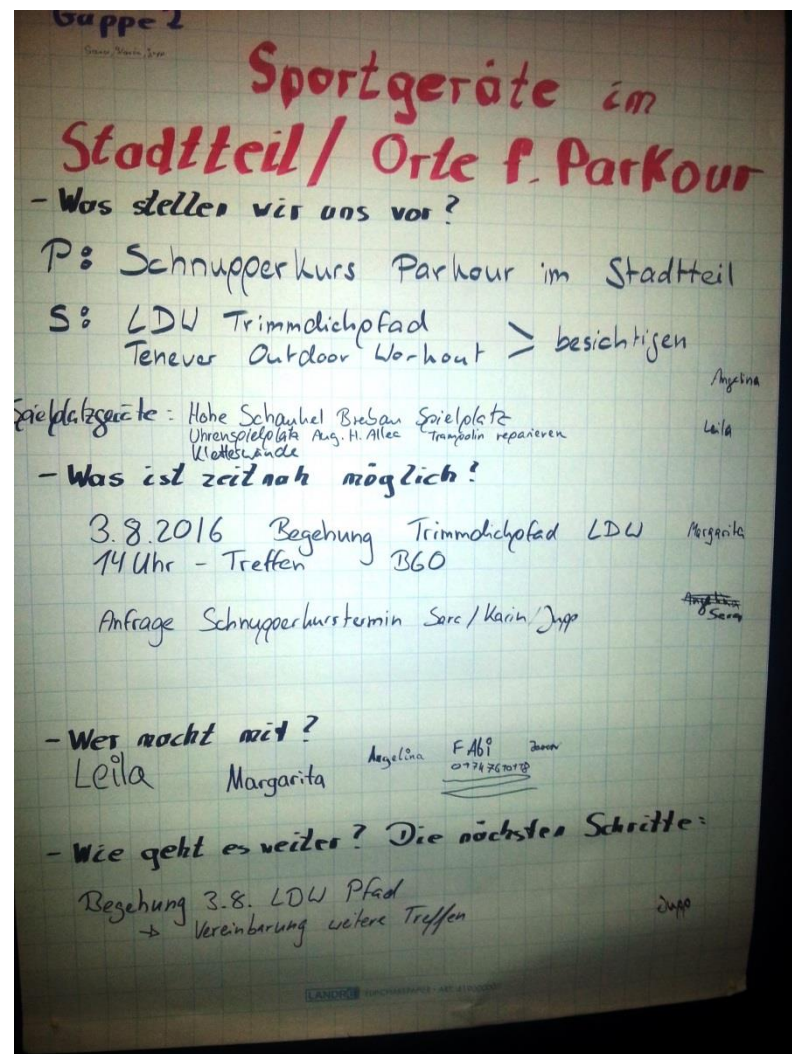 Gruppe 2
Sportgeräte im
Stadtteil / Orte f. Parkour
- Was stellen wir uns vor?
P: Schnupperkurs Parkour im Stadtteil
S: LDW Trimmdichpfad
Tenever Outdoor Workout > besichtigen
Angelina
Spielplatzgeräte: Hohe Schaukel Brebau Spielplatz
Leila
Uhrenspielplatz Aug. H. Allee Trampolin reparieren
Kletterwände
- Was ist zeitnah möglich?
3.8.2016 Begehung Trimmdichpfad LDW
Margarita
14 Uhr - Treffen BGO
Anfrage Schnupperkurstermin /Karin/Jupp
- Wer macht mit?
Leila Margarita Angelina FABi
- Wie geht es weiter? Die nächsten Schritte:
Begehung 3.8. LDW Pfad
Jupp
→ Vereinbarung weitere Treffen
LANDRÉ